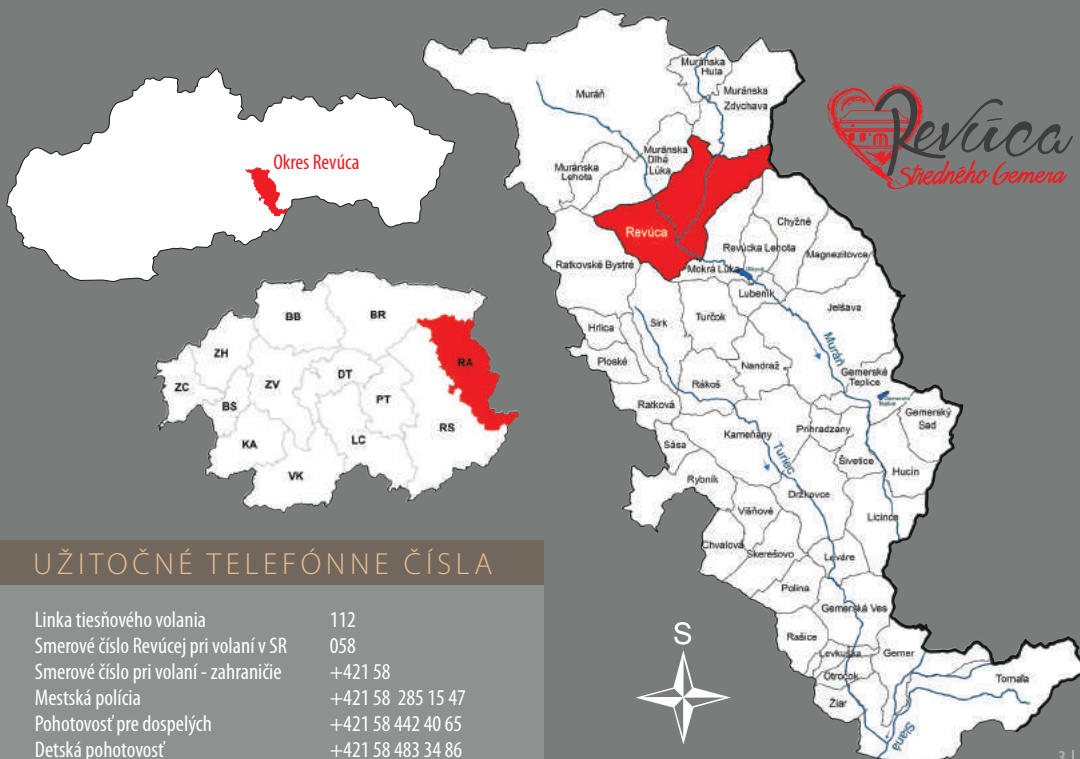 Okres Revúca
BB
BR
ZH
RA
ZC
ZV
DT
PT
BS
RS
KA
LC
VK
Revúca
Stredného Gemera
Muránska
Huta
Muráň
Muránska
Zdychava
Muránska
Dlhá
Lúka
Muránska
Lehota
Revúca
Chyžné
Revúcka Lehota
Magnezitovce
Ratkovské Bystré
Mokrá Lúka
Lubeník
Jelšava
Sirk
Turčok
Hrlica
Muráň
Ploské
Nandraž
Gemerské
Teplice
Rákoš
Ratková
Gemerský
Sad
Prihradzany
Kameňany
Turiec
Sása
Šivetice
Hucín
Rybník
Držkovce
Višňové
Licince
Chvalová
Skerešovo
Leváre
Polina
Gemerská Ves
Rašice
Levkuška
Gemer
Otročok
Tornaľa
Žiar
Slaná
S
UŽITOČNÉ TELEFÓNNE ČÍSLA
Linka tiesňového volania 112
Smerové číslo Revúcej pri volaní v SR 058
Smerové číslo pri volaní - zahraničie +421 58
Mestská polícia +421 58 285 15 47
Pohotovosť pre dospelých +421 58 442 40 65
Detská pohotovosť +421 58 483 34 86
3 |